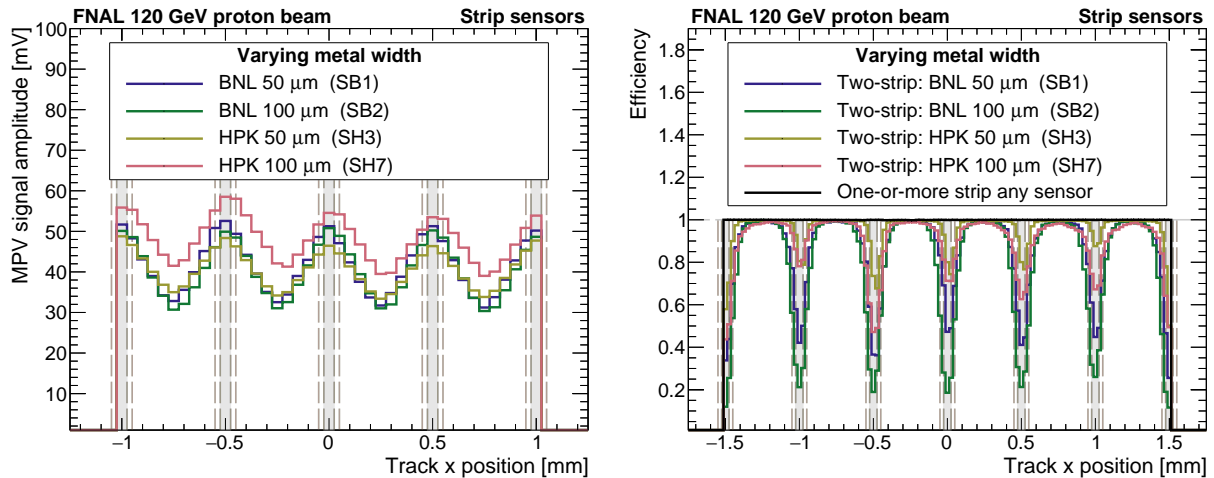 FNAL 120 GeV proton beam Strip sensors
MPV signal amplitude [mV]
100
90
80
70
60
50
40
30
20
10
Varying metal width
BNL 50 μm (SB1)
BNL 100 μm (SB2)
HPK 50 μm (SH3)
HPK 100 μm (SH7)
−1 −0.5 0 0.5 1
Track x position [mm]
FNAL 120 GeV proton beam Strip sensors
Efficiency
1.8
1.6
1.4
1.2
1
0.8
0.6
0.4
0.2
Varying metal width
Two-strip: BNL 50 μm (SB1)
Two-strip: BNL 100 μm (SB2)
Two-strip: HPK 50 μm (SH3)
Two-strip: HPK 100 μm (SH7)
One-or-more strip any sensor
−1.5 −1 −0.5 0 0.5 1 1.5
Track x position [mm]